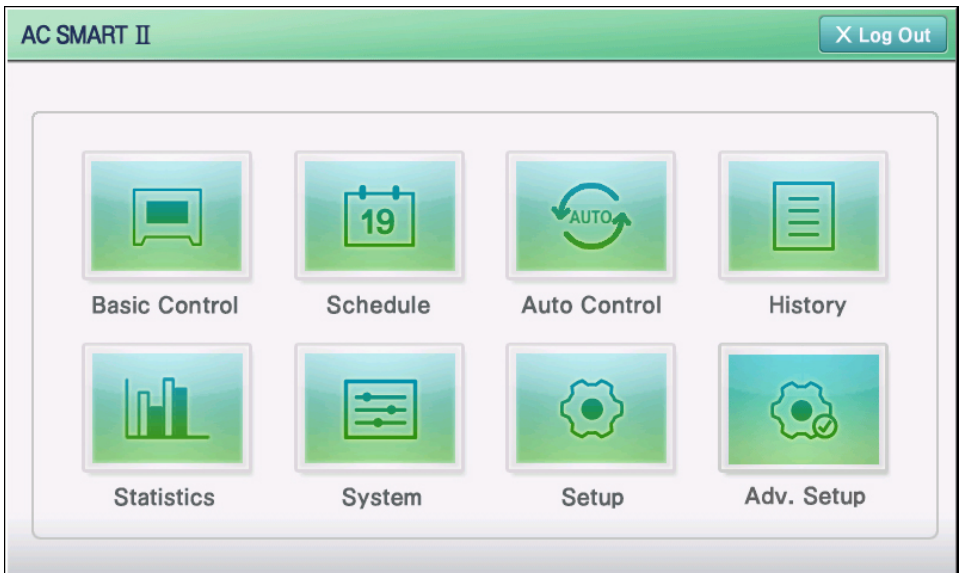 AC SMART Ⅱ
X Log Out
19
AUTO
Basic Control
Schedule
Auto Control
History
Statistics
System
Setup
Adv. Setup